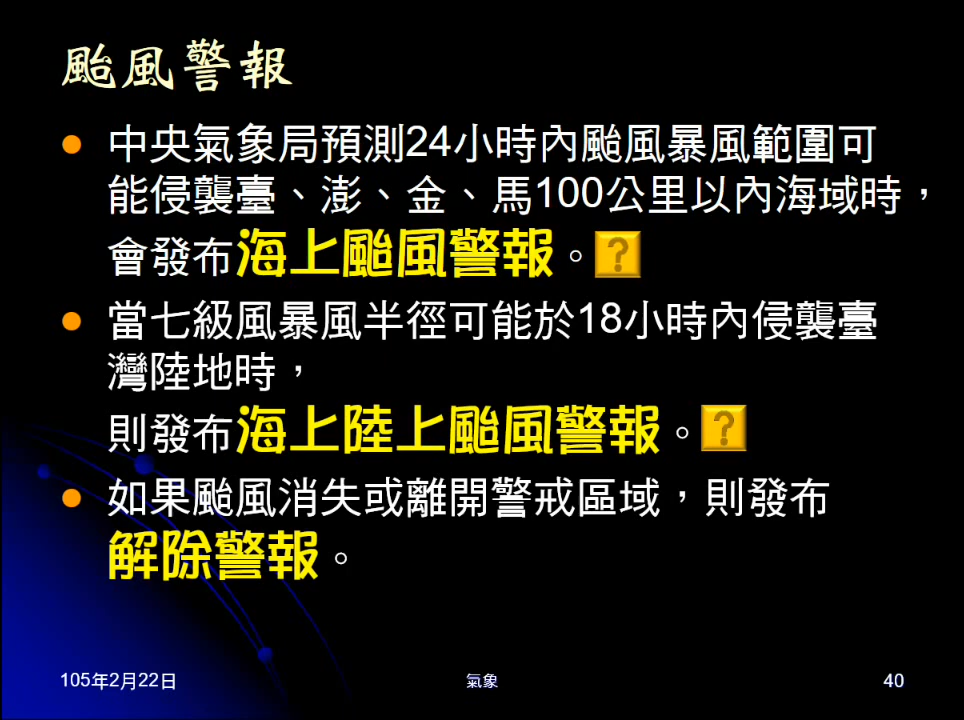 颱風警報
中央氣象局預測24小時內颱風暴風範圍可
能侵襲臺、澎、金、馬100公里以內海域時，
會發布海上颱風警報。?
當七級風暴風半徑可能於18小時內侵襲臺
灣陸地時，
則發布海上陸上颱風警報。?
如果颱風消失或離開警戒區域，則發布
解除警報。
105年2月22日
氣象
40